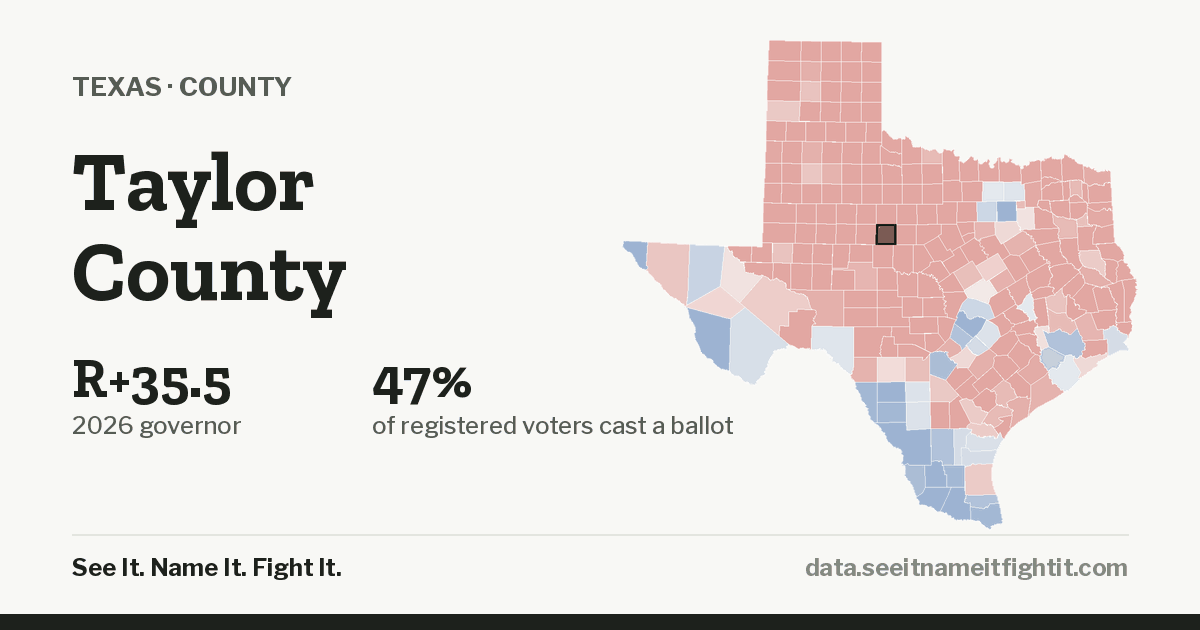 TEXAS · COUNTY
Taylor
County
R+35.5
2026 governor
47%
of registered voters cast a ballot
See It. Name It. Fight It.
data.seeitnameitfightit.com